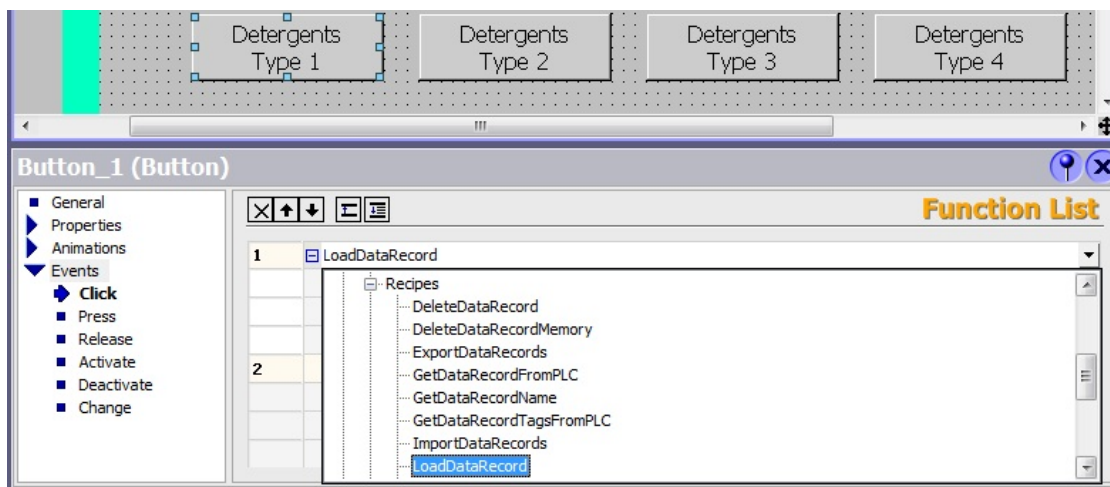 Detergents Type 1
Detergents Type 2
Detergents Type 3
Detergents Type 4
Button_1 (Button)
General
Properties
Animations
Events
Click
Press
Release
Activate
Deactivate
Change
Function List
1
LoadDataRecord
Recipes
DeleteDataRecord
DeleteDataRecordMemory
ExportDataRecords
GetDataRecordFromPLC
GetDataRecordName
GetDataRecordTagsFromPLC
ImportDataRecords
LoadDataRecord
2